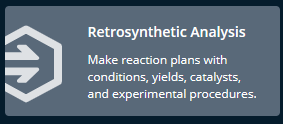 Retrosynthetic Analysis
Make reaction plans with
conditions, yields, catalysts,
and experimental procedures.